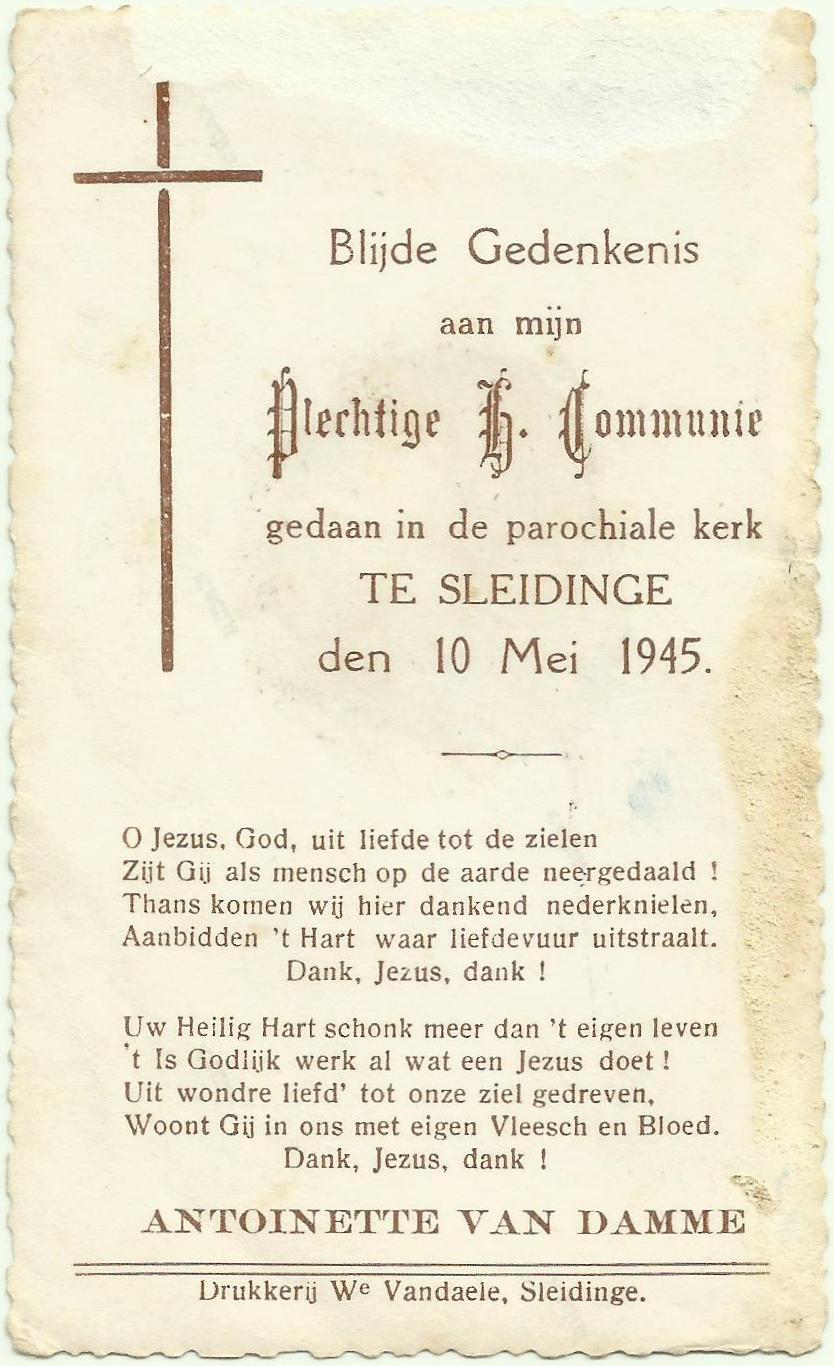 Blijde Gedenkenis
aan mijn
Plechtige H. Communie
gedaan in de parochiale kerk
TE SLEIDINGE
den 10 Mei 1945.
O Jezus, God, uit liefde tot de zielen
Zijt Gij als mensch op de aarde neergedaald !
Thans komen wij hier dankend nederknielen,
Aanbidden 't Hart waar liefdevuur uitstraalt.
Dank, Jezus, dank !
Uw Heilig Hart schonk meer dan 't eigen leven
't Is Godlijk werk al wat een Jezus doet !
Uit wondre liefd' tot onze ziel gedreven,
Woont Gij in ons met eigen Vleesch en Bloed.
Dank, Jezus, dank !
ANTOINETTE VAN DAMME
Drukkerij We Vandaele, Sleidinge.